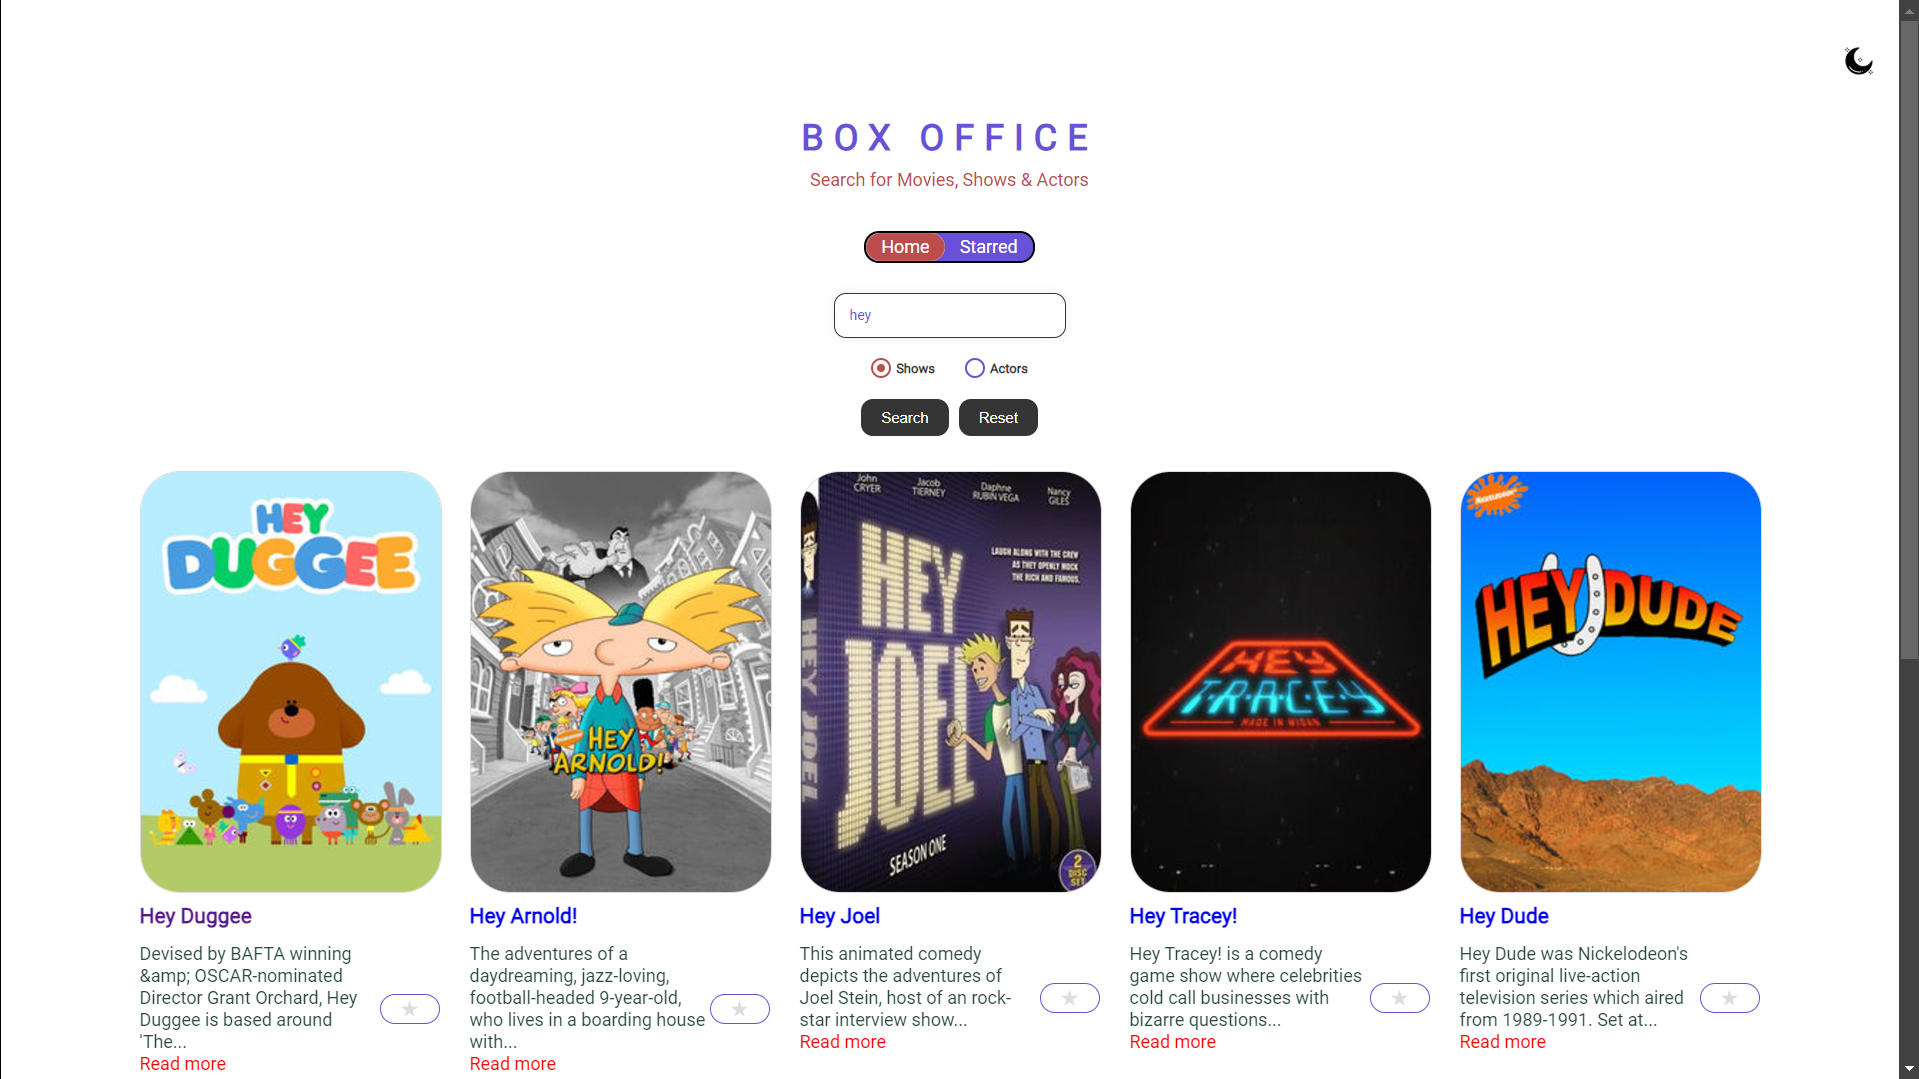 BOX OFFICE
Search for Movies, Shows & Actors
Home Starred
hey
Shows Actors
Search Reset
HEY
DUGGEE
HEY
ARNOLD!
John
CRYER
Jacob
TIERNEY
Daphne
RUBIN VEGA
Nancy
GILES
LAUGH ALONG WITH THE CREW
AS THEY OPENLY MOCK
THE RICH AND FAMOUS.
HEY
JOEL
HEY JOEL
SEASON ONE
2
DISC
SET
HEY
T·R·A·C·E·Y
MADE IN WIGAN
NICKELODEON
HEY DUDE
Hey Duggee
Devised by BAFTA winning
&amp; OSCAR-nominated
Director Grant Orchard, Hey
Duggee is based around
'The...
Read more
Hey Arnold!
The adventures of a
daydreaming, jazz-loving,
football-headed 9-year-old,
who lives in a boarding house
with...
Read more
Hey Joel
This animated comedy
depicts the adventures of
Joel Stein, host of an rock-
star interview show...
Read more
Hey Tracey!
Hey Tracey! is a comedy
game show where celebrities
cold call businesses with
bizarre questions...
Read more
Hey Dude
Hey Dude was Nickelodeon's
first original live-action
television series which aired
from 1989-1991. Set at...
Read more